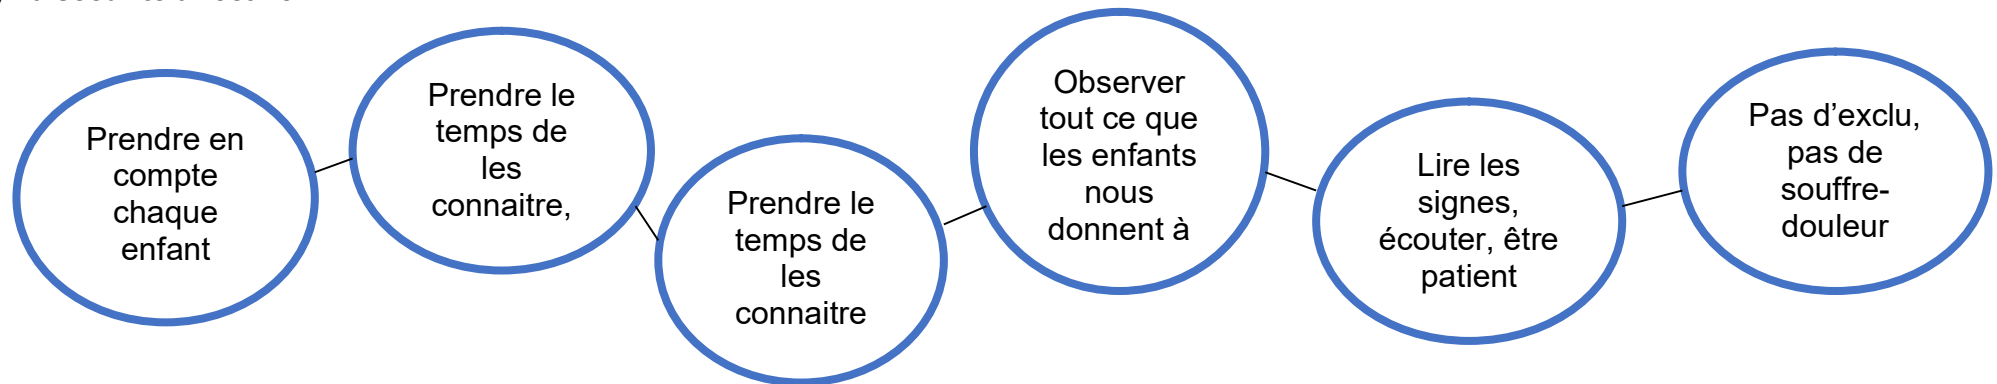 Prendre en
compte
chaque
enfant
Prendre le
temps de
les
connaitre,
Prendre le
temps de
les
connaitre
Observer
tout ce que
les enfants
nous
donnent à
Lire les
signes,
écouter, être
patient
Pas d’exclu,
pas de
souffre-
douleur